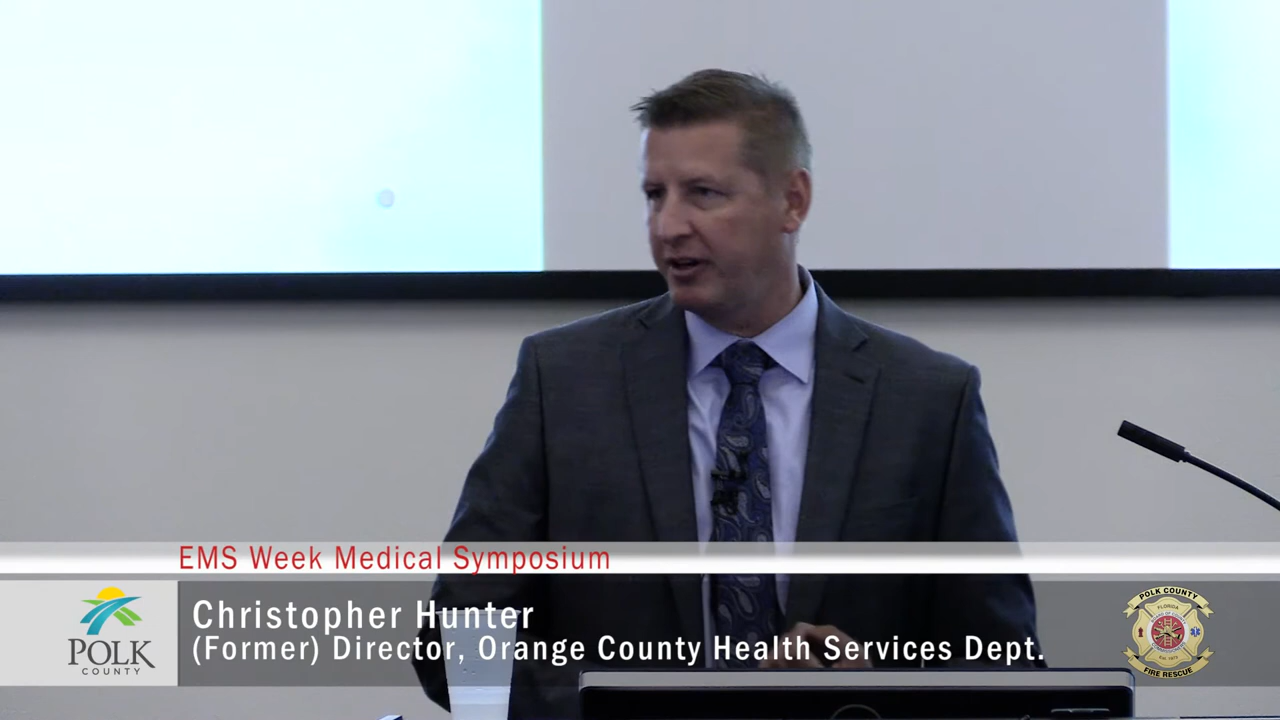 EMS Week Medical Symposium
Christopher Hunter
(Former) Director, Orange County Health Services Dept.
POLK
COUNTY
POLK COUNTY
FLORIDA
FIRE RESCUE